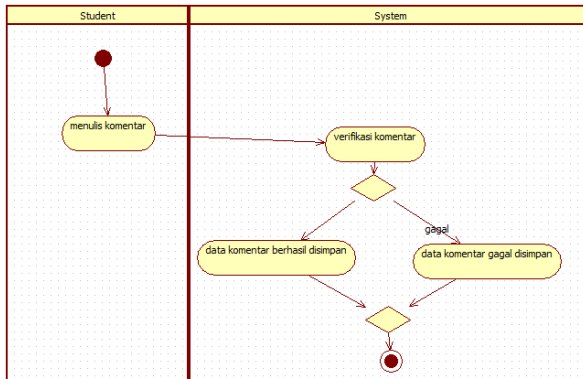 Student
System
menulis komentar
verifikasi komentar
gagal
data komentar berhasil disimpan
data komentar gagal disimpan